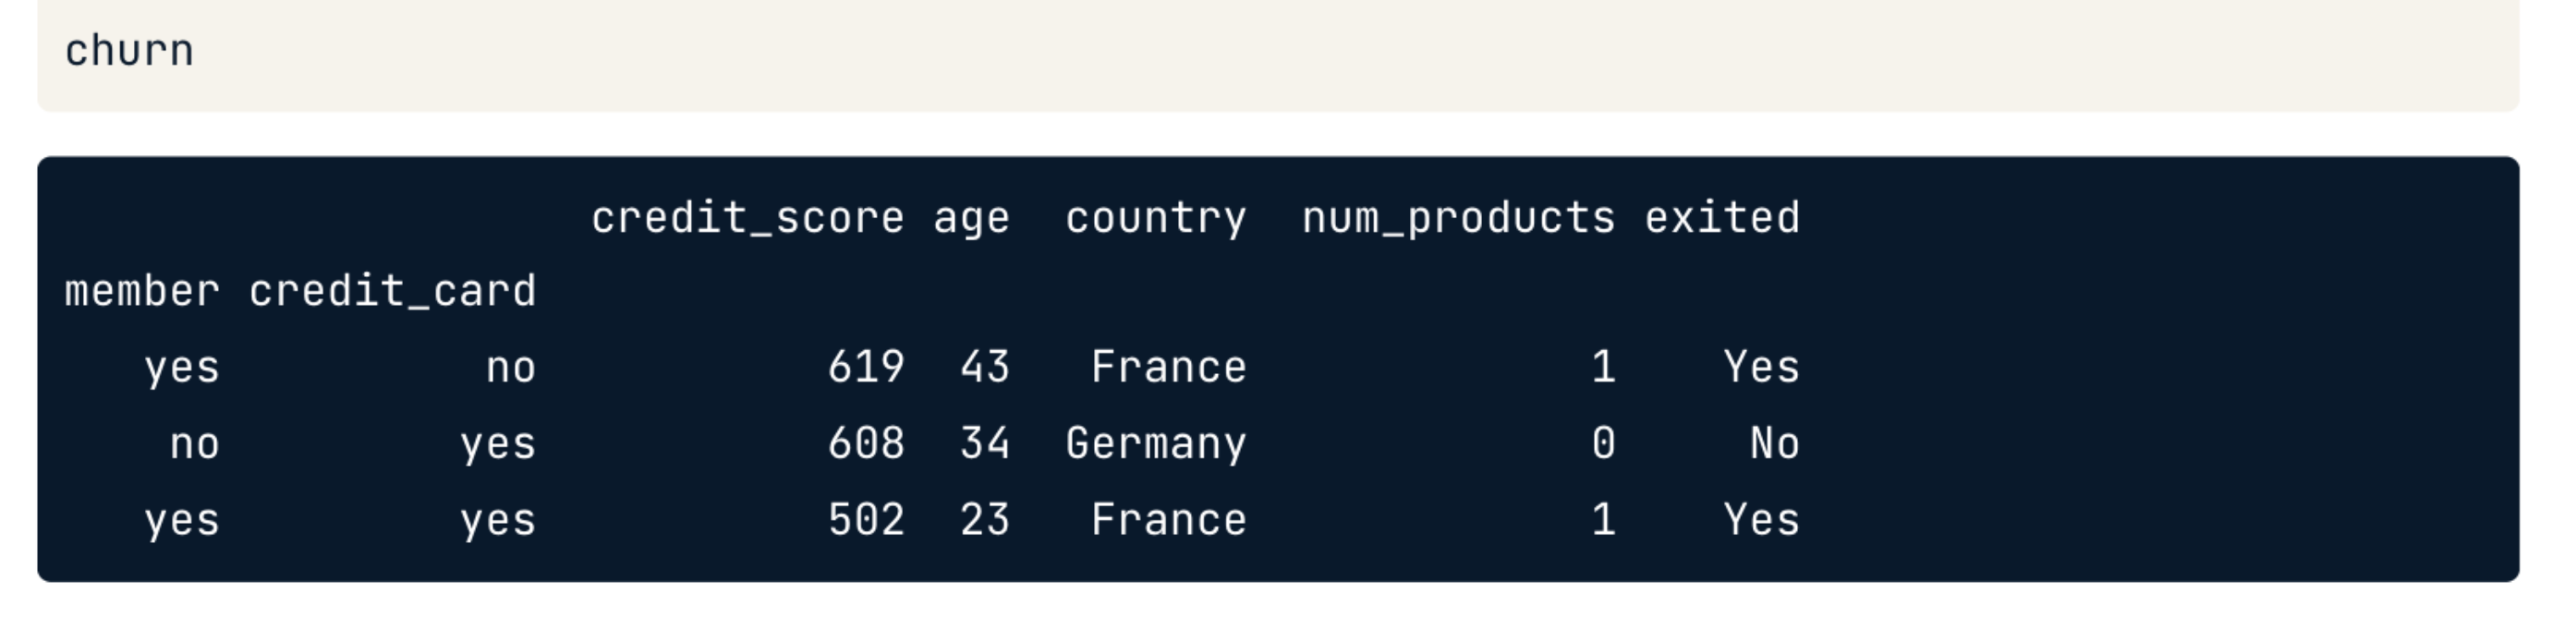 churn
credit_score age country num_products exited
member credit_card
yes no 619 43 France 1 Yes
no yes 608 34 Germany 0 No
yes yes 502 23 France 1 Yes